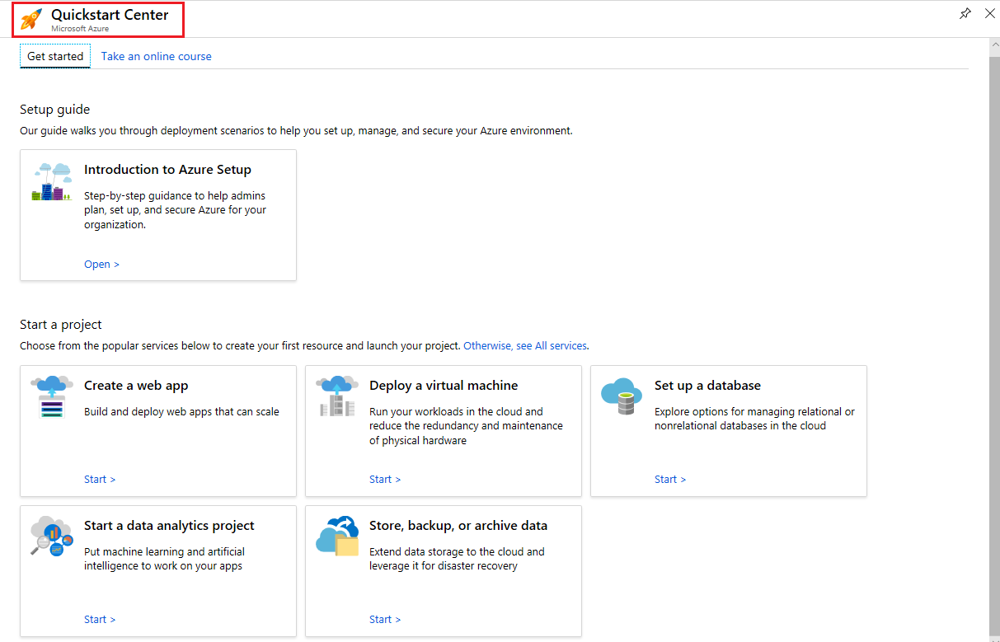 Quickstart Center
Microsoft Azure
Get started
Take an online course
Setup guide
Our guide walks you through deployment scenarios to help you set up, manage, and secure your Azure environment.
Introduction to Azure Setup
Step-by-step guidance to help admins
plan, set up, and secure Azure for your
organization.
Open >
Start a project
Choose from the popular services below to create your first resource and launch your project. Otherwise, see All services.
Create a web app
Build and deploy web apps that can scale
Start >
Deploy a virtual machine
Run your workloads in the cloud and
reduce the redundancy and maintenance
of physical hardware
Start >
Set up a database
Explore options for managing relational or
nonrelational databases in the cloud
Start >
Start a data analytics project
Put machine learning and artificial
intelligence to work on your apps
Start >
Store, backup, or archive data
Extend data storage to the cloud and
leverage it for disaster recovery
Start >